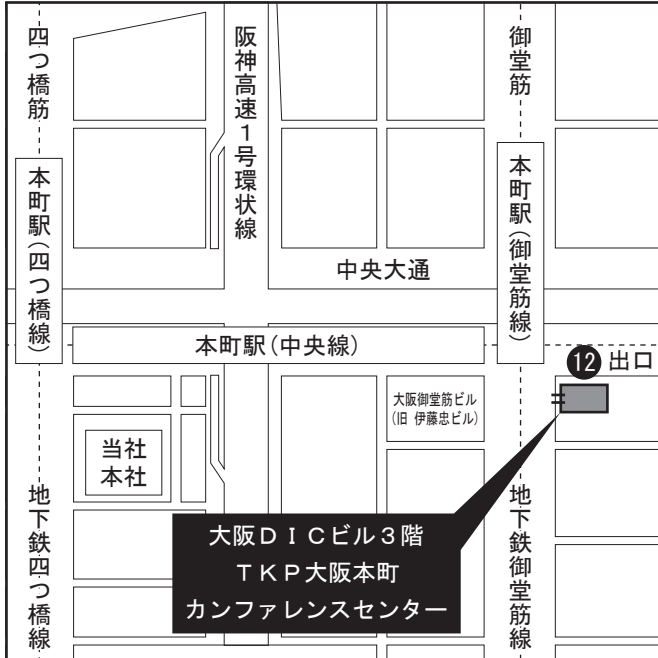 四つ橋筋
阪神高速１号環状線
御堂筋
本町駅(四つ橋線)
本町駅(御堂筋線)
中央大通
本町駅(中央線)
12 出口
大阪御堂筋ビル
(旧 伊藤忠ビル)
当社
本社
地下鉄四つ橋線
地下鉄御堂筋線
大阪ＤＩＣビル３階
ＴＫＰ大阪本町
カンファレンスセンター